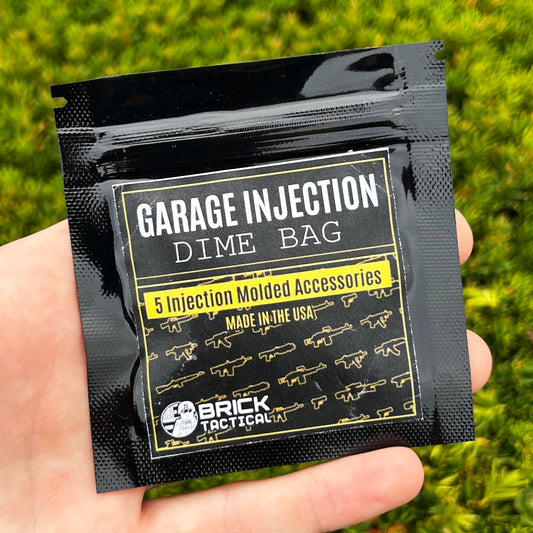 GARAGE INJECTION
DIME BAG
5 Injection Molded Accessories
MADE IN THE USA
BRICK
TACTICAL